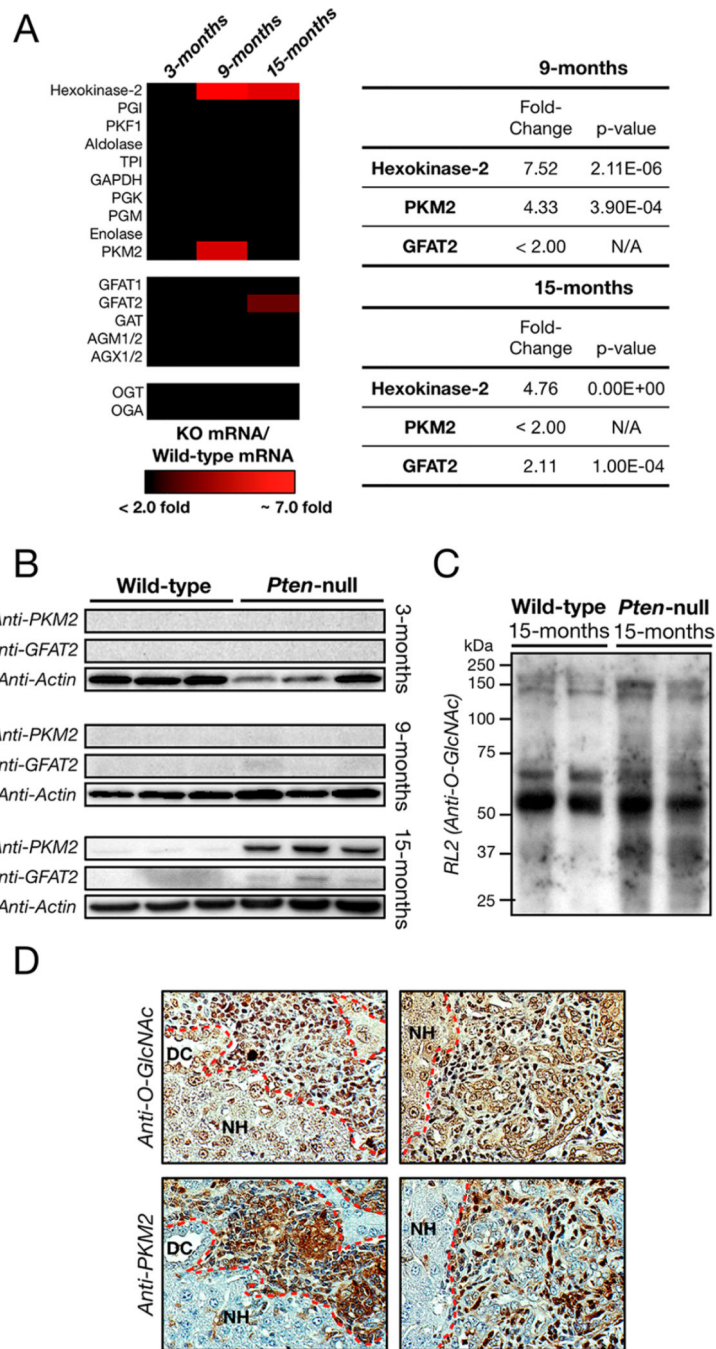 A
3-months
9-months
15-months
Hexokinase-2
PGI
PKF1
Aldolase
TPI
GAPDH
PGK
PGM
Enolase
PKM2
GFAT1
GFAT2
GAT
AGM1/2
AGX1/2
OGT
OGA
KO mRNA/
Wild-type mRNA
< 2.0 fold ~ 7.0 fold
9-months
Fold-
Change p-value
Hexokinase-2 7.52 2.11E-06
PKM2 4.33 3.90E-04
GFAT2 < 2.00 N/A
15-months
Fold-
Change p-value
Hexokinase-2 4.76 0.00E+00
PKM2 < 2.00 N/A
GFAT2 2.11 1.00E-04
B
Wild-type Pten-null
Anti-PKM2
Anti-GFAT2
Anti-Actin
3-months
Anti-PKM2
Anti-GFAT2
Anti-Actin
9-months
Anti-PKM2
Anti-GFAT2
Anti-Actin
15-months
C
Wild-type Pten-null
15-months 15-months
kDa
250
150
100
75
50
37
25
RL2 (Anti-O-GlcNAc)
D
Anti-O-GlcNAc
DC
NH
NH
Anti-PKM2
DC
NH
NH